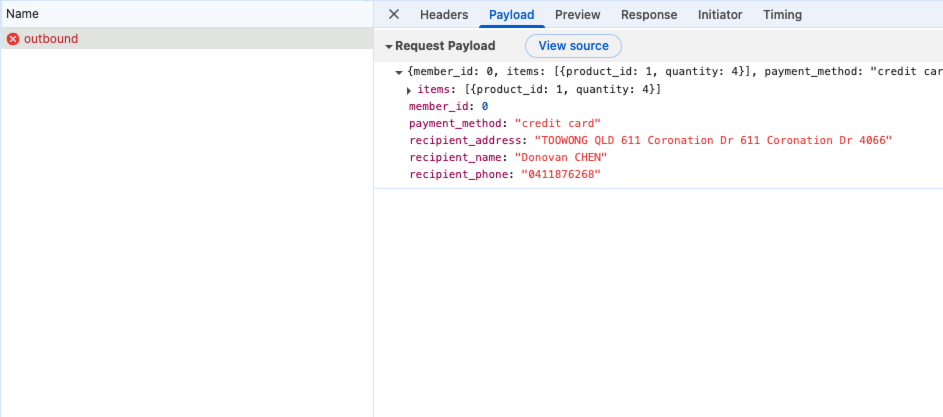 Name
outbound
Headers Payload Preview Response Initiator Timing
Request Payload View source
{member_id: 0, items: [{product_id: 1, quantity: 4}], payment_method: "credit car
items: [{product_id: 1, quantity: 4}]
member_id: 0
payment_method: "credit card"
recipient_address: "TOOWONG QLD 611 Coronation Dr 611 Coronation Dr 4066"
recipient_name: "Donovan CHEN"
recipient_phone: "0411876268"